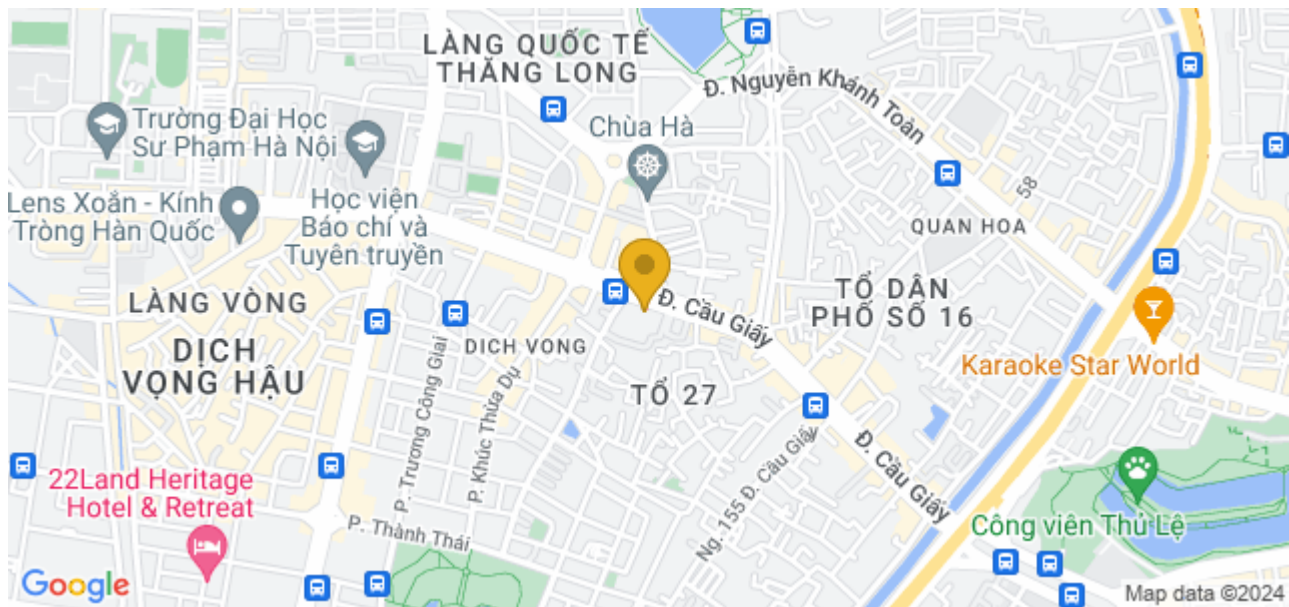 LÀNG QUỐC TẾ
THĂNG LONG
Đ. Nguyễn Khánh Toàn
Trường Đại Học
Sư Phạm Hà Nội
Chùa Hà
58
Lens Xoắn - Kính
Tròng Hàn Quốc
Học viện
Báo chí và
Tuyên truyền
QUAN HOA
LÀNG VÒNG
Đ. Cầu Giấy
TỔ DÂN
PHỐ SỐ 16
DICH VONG
DỊCH
VỌNG HẬU
Karaoke Star World
TỔ 27
P. Trương Công Giai
P. Khúc Thừa Dụ
Ng. 155 Đ. Cầu Giấy
Đ. Cầu Giấy
22Land Heritage
Hotel & Retreat
P. Thành Thái
Công viên Thủ Lệ
Google
Map data ©2024